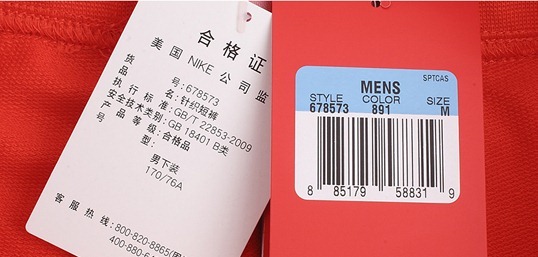 合格证
美国 NIKE 公司监
货号:678573
品名:针织短裤
执行标准:GB/T 22853-2009
安全技术类别:GB 18401 B类
产品等级:合格品
号型:
男下装
170/76A
客服热线:800-820-8865
400-880-64
SPTCAS
MENS
STYLE COLOR SIZE
678573 891 M
8 85179 58831 9